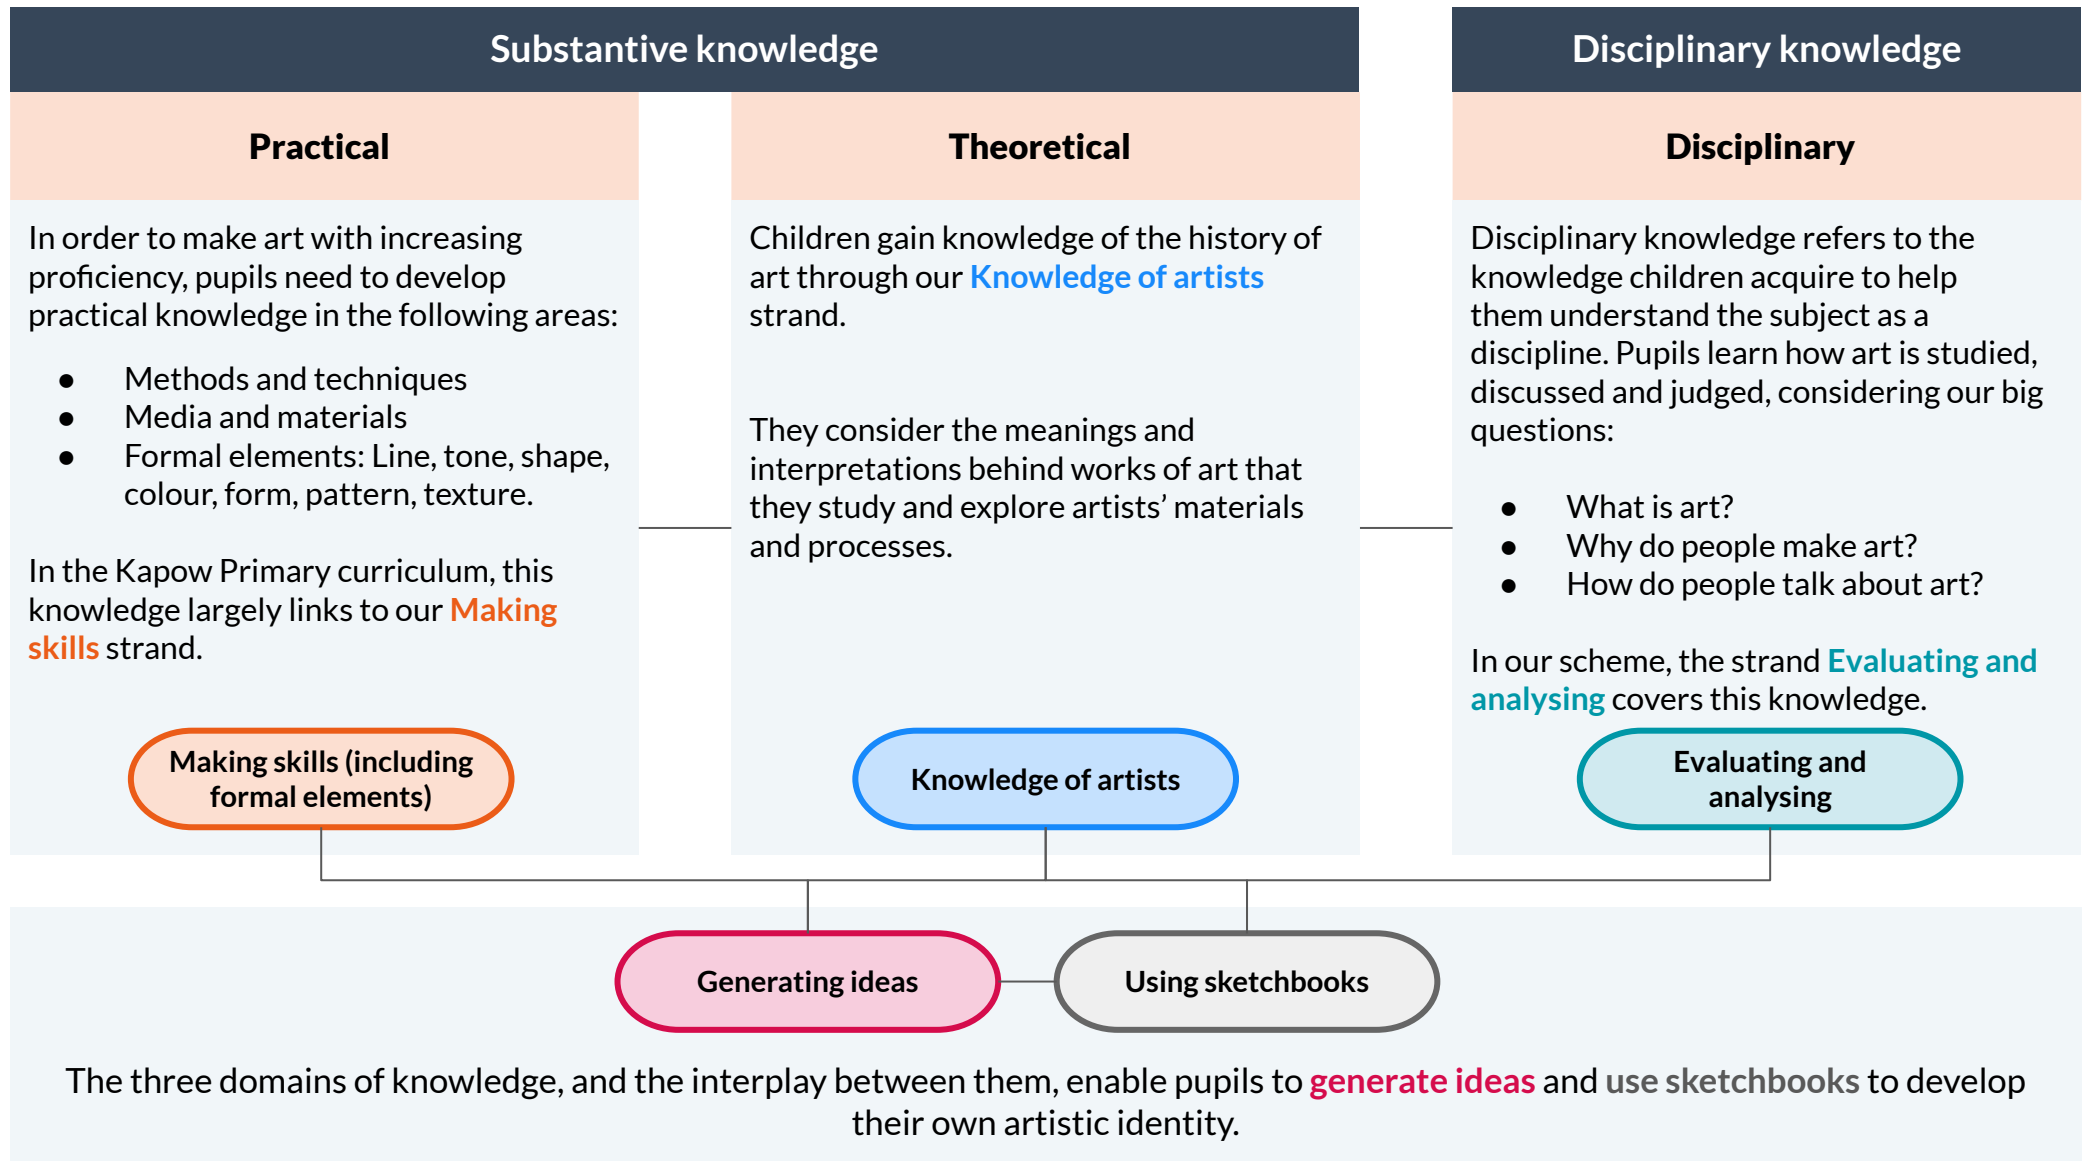 Substantive knowledge
Disciplinary knowledge
Practical
Theoretical
Disciplinary
In order to make art with increasing
proficiency, pupils need to develop
practical knowledge in the following areas:
● Methods and techniques
● Media and materials
● Formal elements: Line, tone, shape,
colour, form, pattern, texture.
In the Kapow Primary curriculum, this
knowledge largely links to our Making
skills strand.
Making skills (including
formal elements)
Children gain knowledge of the history of
art through our Knowledge of artists
strand.
They consider the meanings and
interpretations behind works of art that
they study and explore artists’ materials
and processes.
Knowledge of artists
Disciplinary knowledge refers to the
knowledge children acquire to help
them understand the subject as a
discipline. Pupils learn how art is studied,
discussed and judged, considering our big
questions:
● What is art?
● Why do people make art?
● How do people talk about art?
In our scheme, the strand Evaluating and
analysing covers this knowledge.
Evaluating and
analysing
Generating ideas
Using sketchbooks
The three domains of knowledge, and the interplay between them, enable pupils to generate ideas and use sketchbooks to develop
their own artistic identity.